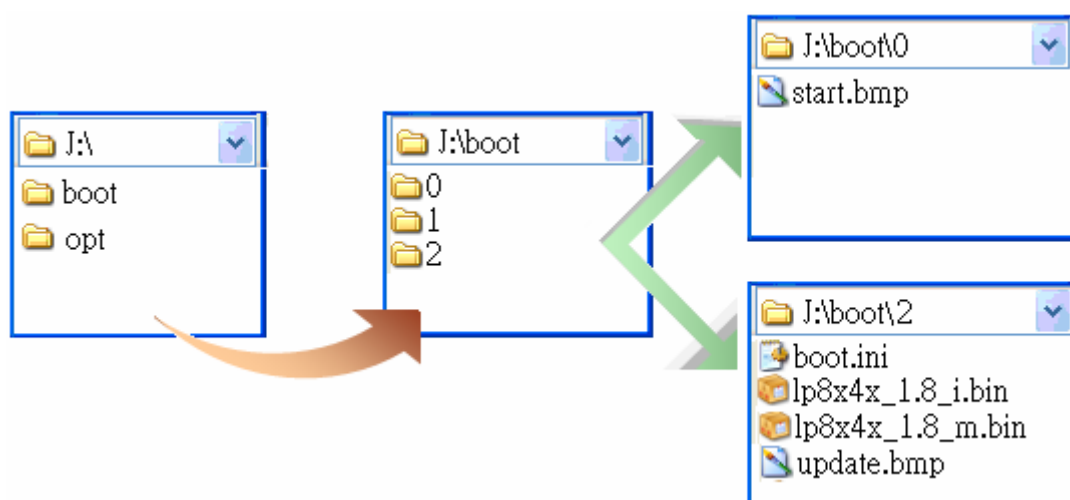 J:\
boot
opt
J:\boot
0
1
2
J:\boot\0
start.bmp
J:\boot\2
boot.ini
lp8x4x_1.8_i.bin
lp8x4x_1.8_m.bin
update.bmp